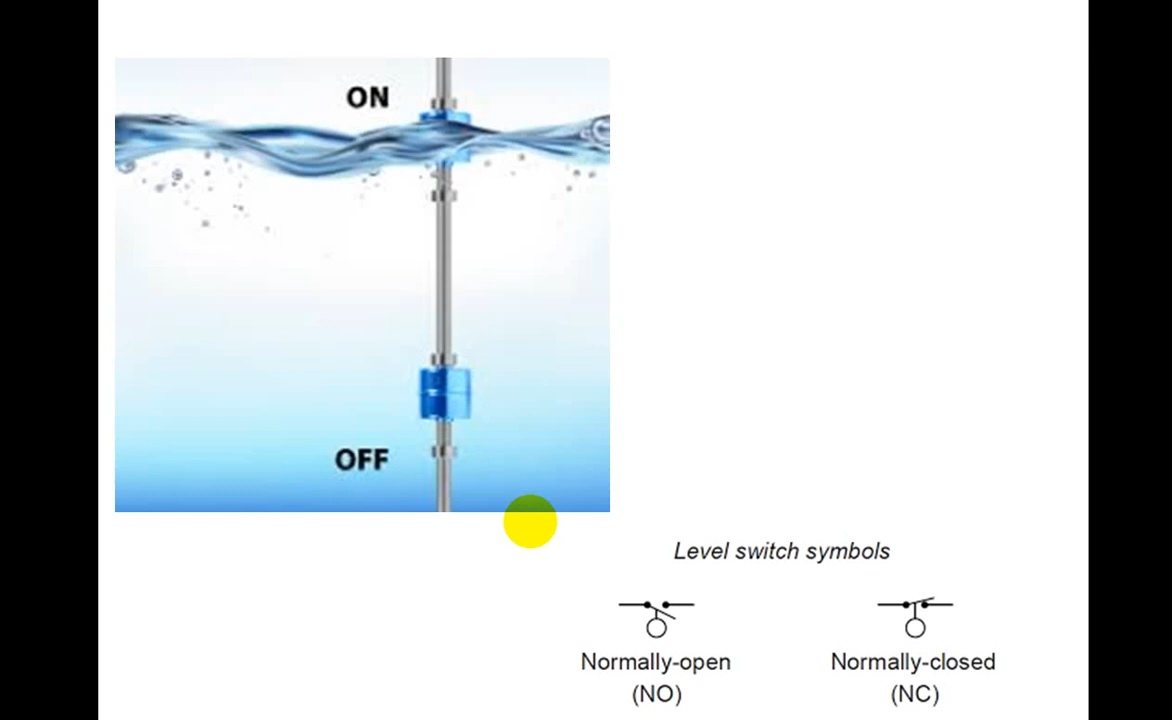 ON
OFF
Level switch symbols
Normally-open
(NO)
Normally-closed
(NC)